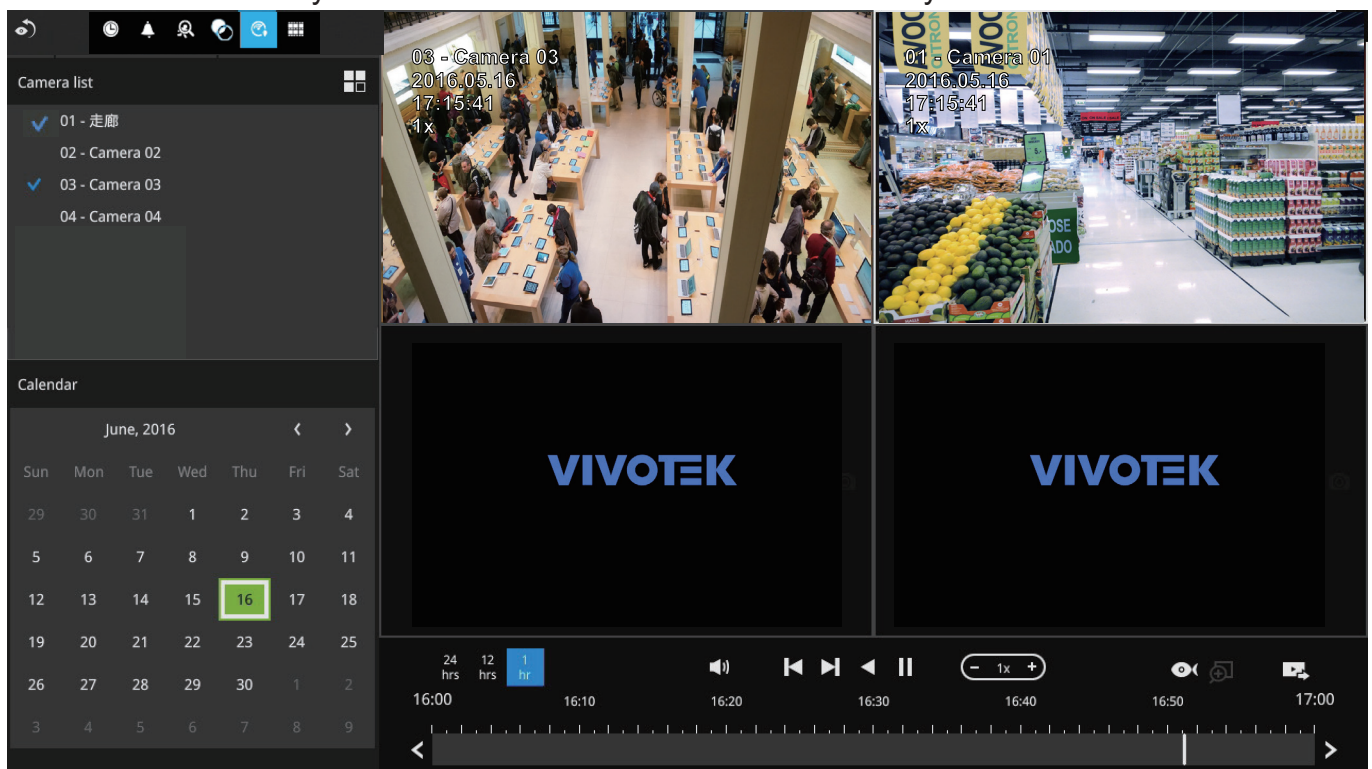 Camera list
01 - 走廊
02 - Camera 02
03 - Camera 03
04 - Camera 04
Calendar
June, 2016
Sun Mon Tue Wed Thu Fri Sat
29 30 31 1 2 3 4
5 6 7 8 9 10 11
12 13 14 15 16 17 18
19 20 21 22 23 24 25
26 27 28 29 30 1 2
3 4 5 6 7 8 9
03 - Camera 03
2016.05.16
17:15:41
1x
01 - Camera 01
2016.05.16
17:15:41
1x
VIVOTEK
VIVOTEK
24 hrs 12 hrs 1 hr
- 1x +
16:00 16:10 16:20 16:30 16:40 16:50 17:00